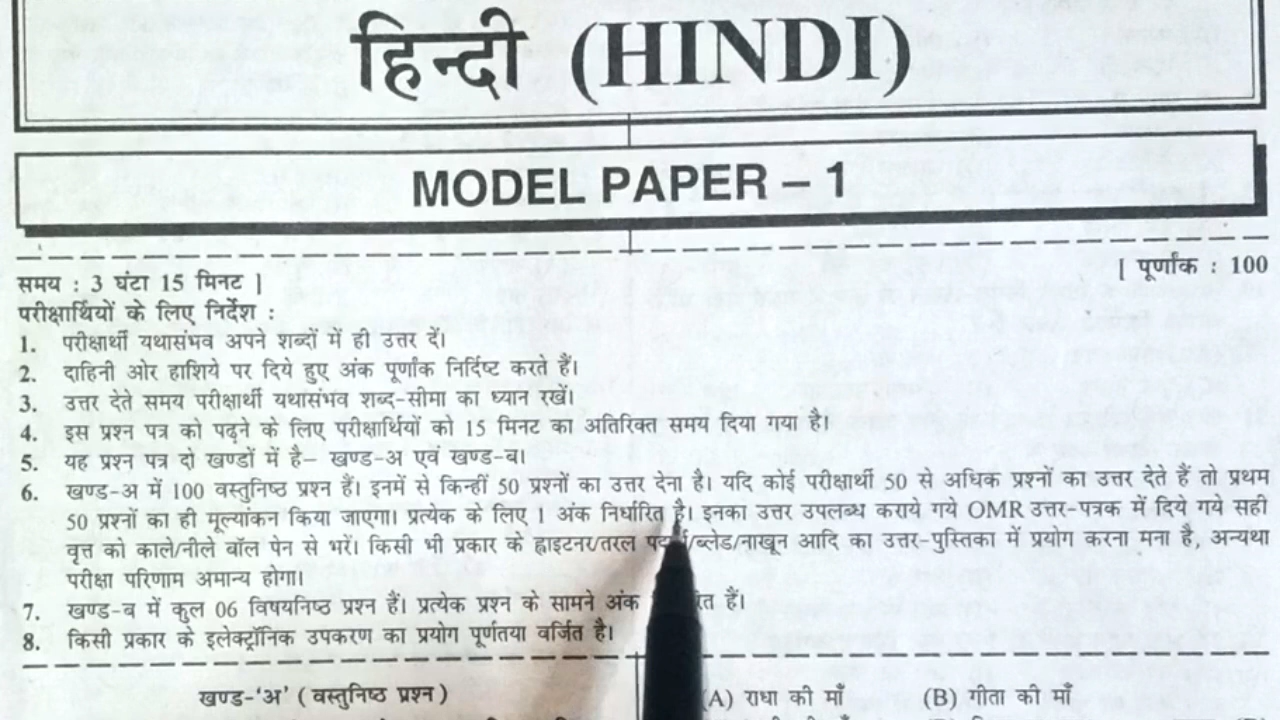 हिन्दी (HINDI)
MODEL PAPER – 1
समय : 3 घंटा 15 मिनट ]
[ पूर्णांक : 100
परीक्षार्थियों के लिए निर्देश :
1. परीक्षार्थी यथासंभव अपने शब्दों में ही उत्तर दें।
2. दाहिनी ओर हाशिये पर दिये हुए अंक पूर्णांक निर्दिष्ट करते हैं।
3. उत्तर देते समय परीक्षार्थी यथासंभव शब्द-सीमा का ध्यान रखें।
4. इस प्रश्न पत्र को पढ़ने के लिए परीक्षार्थियों को 15 मिनट का अतिरिक्त समय दिया गया है।
5. यह प्रश्न पत्र दो खण्डों में है– खण्ड-अ एवं खण्ड-ब।
6. खण्ड-अ में 100 वस्तुनिष्ठ प्रश्न हैं। इनमें से किन्हीं 50 प्रश्नों का उत्तर देना है। यदि कोई परीक्षार्थी 50 से अधिक प्रश्नों का उत्तर देते हैं तो प्रथम
50 प्रश्नों का ही मूल्यांकन किया जाएगा। प्रत्येक के लिए 1 अंक निर्धारित है। इनका उत्तर उपलब्ध कराये गये OMR उत्तर-पत्रक में दिये गये सही
वृत्त को काले/नीले बॉल पेन से भरें। किसी भी प्रकार के ह्वाइटनर/तरल /ब्लेड/नाखून आदि का उत्तर-पुस्तिका में प्रयोग करना मना है, अन्यथा
परीक्षा परिणाम अमान्य होगा।
7. खण्ड-ब में कुल 06 विषयनिष्ठ प्रश्न हैं। प्रत्येक प्रश्न के सामने अंक हैं।
8. किसी प्रकार के इलेक्ट्रॉनिक उपकरण का प्रयोग पूर्णतया वर्जित है।
खण्ड-‘अ’ ( वस्तुनिष्ठ प्रश्न )
(A) राधा की माँ (B) गीता की माँ